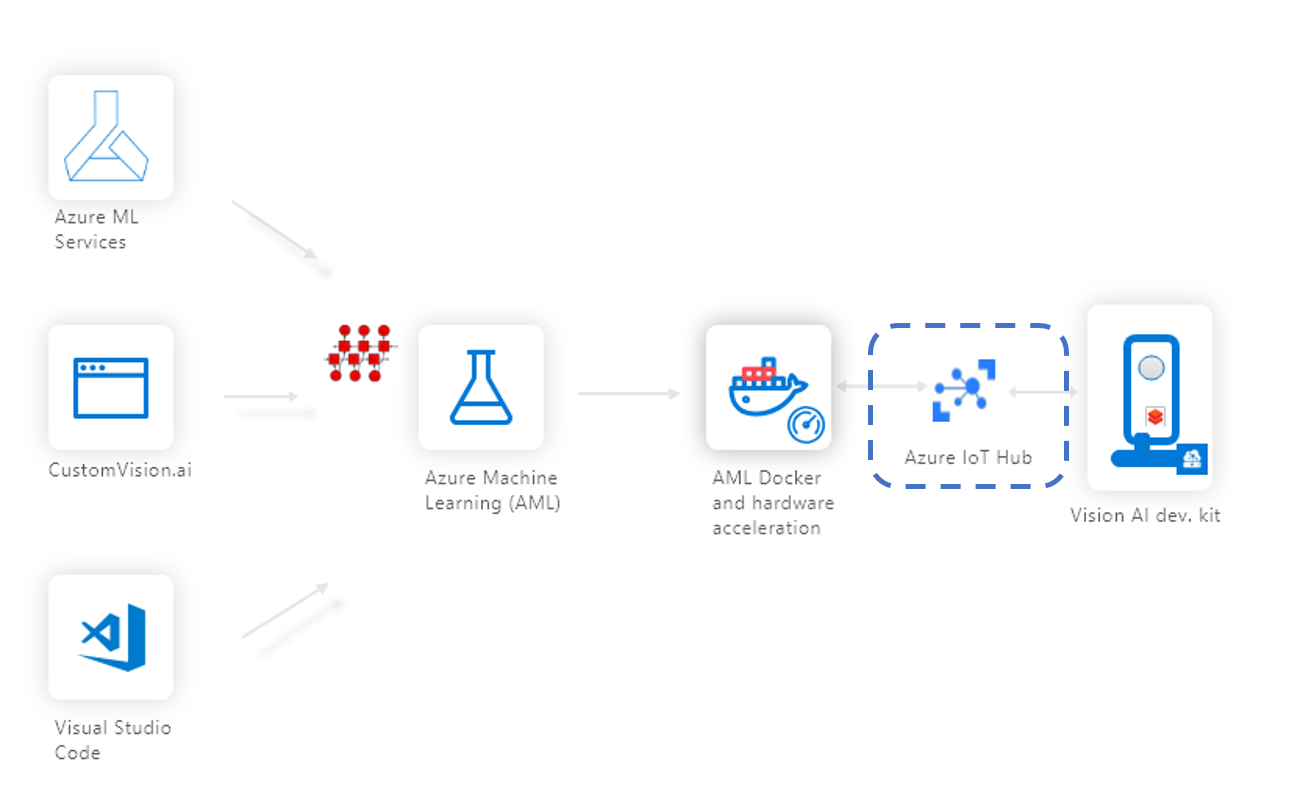 Azure ML
Services
CustomVision.ai
Azure Machine
Learning (AML)
AML Docker
and hardware
acceleration
Azure IoT Hub
Vision AI dev. kit
Visual Studio
Code